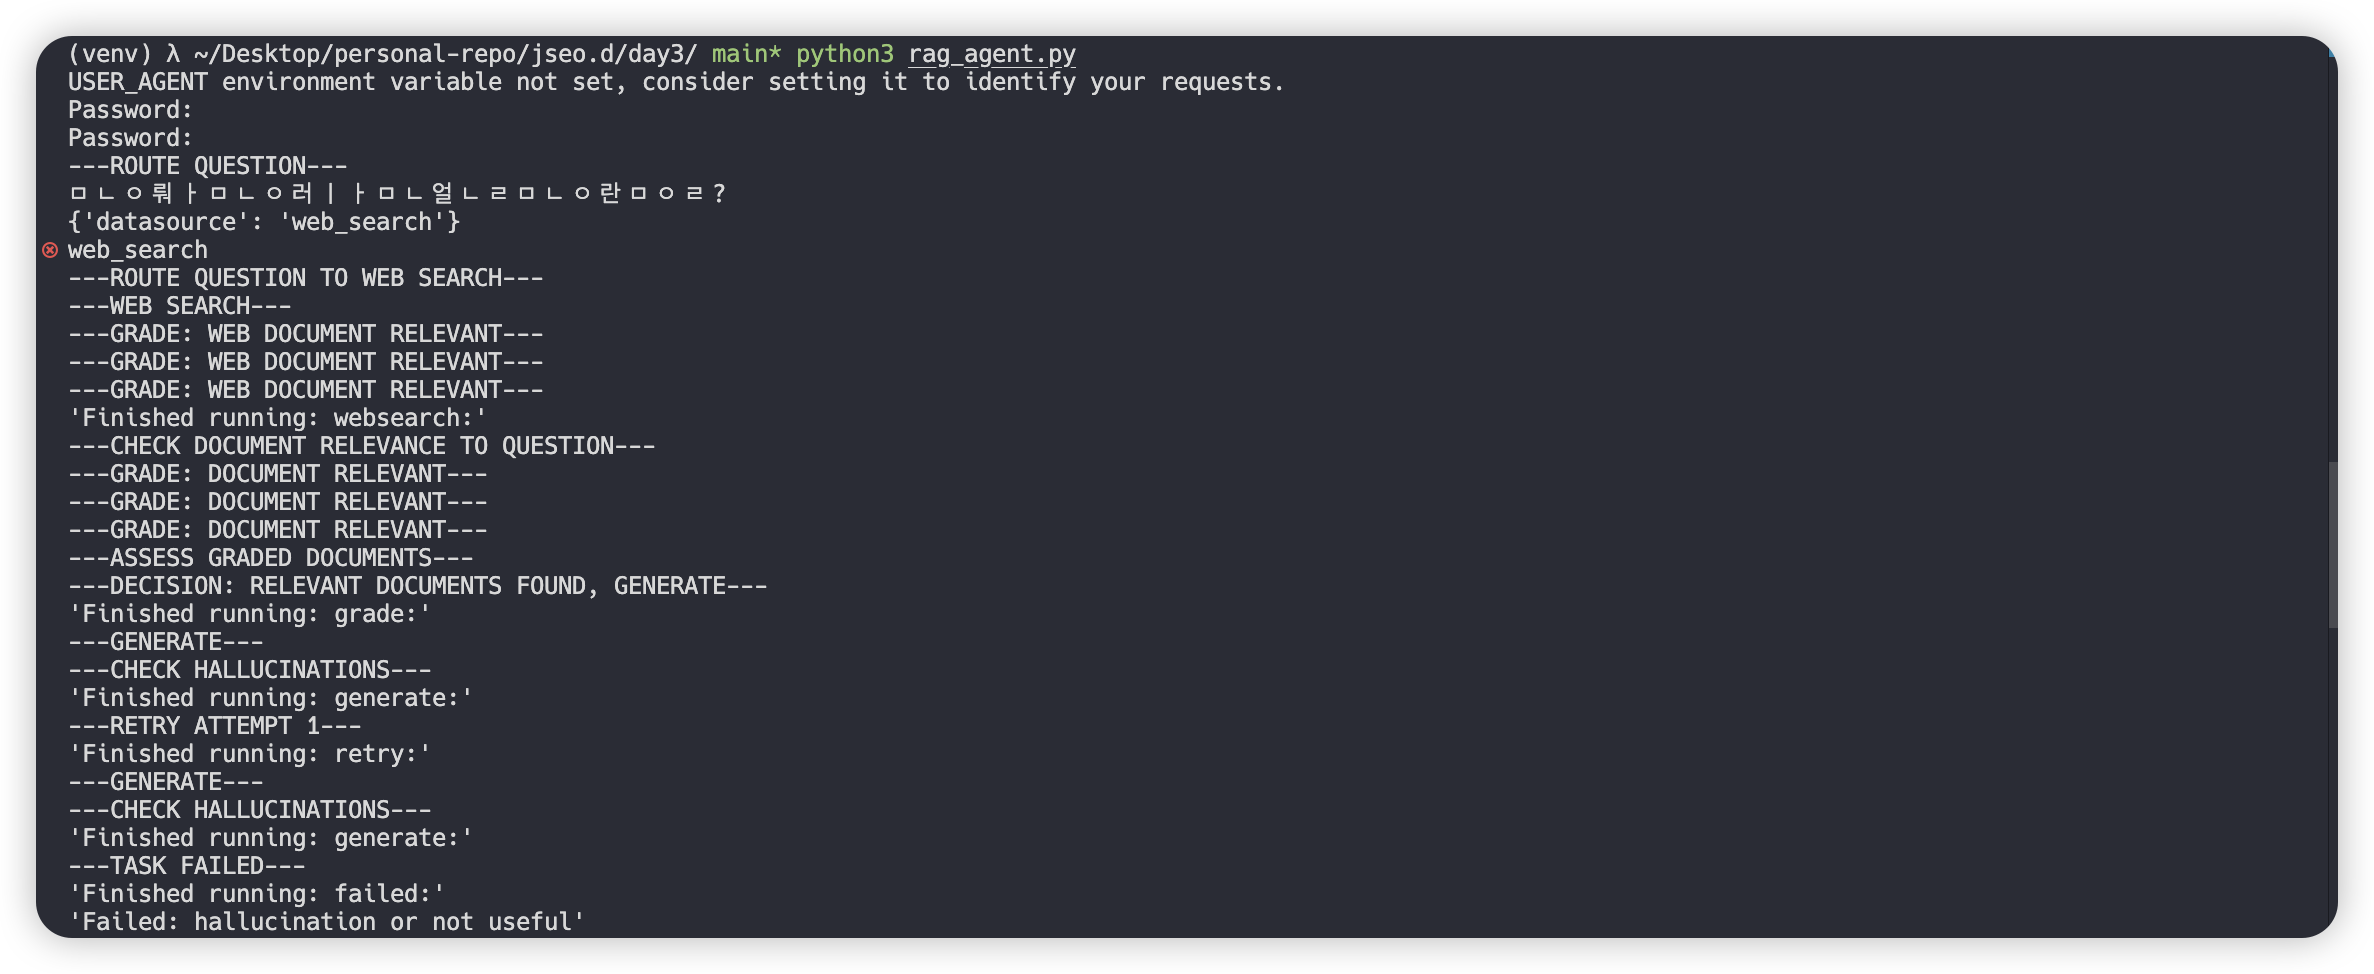 (venv) λ ~/Desktop/personal-repo/jseo.d/day3/ main* python3 rag_agent.py
USER_AGENT environment variable not set, consider setting it to identify your requests.
Password:
Password:
---ROUTE QUESTION---
ㅁㄴㅇ뤄ㅏㅁㄴㅇ러ㅣㅏㅁㄴ얼ㄴㄹㅁㄴㅇ란ㅁㅇㄹ?
{'datasource': 'web_search'}
web_search
---ROUTE QUESTION TO WEB SEARCH---
---WEB SEARCH---
---GRADE: WEB DOCUMENT RELEVANT---
---GRADE: WEB DOCUMENT RELEVANT---
---GRADE: WEB DOCUMENT RELEVANT---
'Finished running: websearch:'
---CHECK DOCUMENT RELEVANCE TO QUESTION---
---GRADE: DOCUMENT RELEVANT---
---GRADE: DOCUMENT RELEVANT---
---GRADE: DOCUMENT RELEVANT---
---ASSESS GRADED DOCUMENTS---
---DECISION: RELEVANT DOCUMENTS FOUND, GENERATE---
'Finished running: grade:'
---GENERATE---
---CHECK HALLUCINATIONS---
'Finished running: generate:'
---RETRY ATTEMPT 1---
'Finished running: retry:'
---GENERATE---
---CHECK HALLUCINATIONS---
'Finished running: generate:'
---TASK FAILED---
'Finished running: failed:'
'Failed: hallucination or not useful'